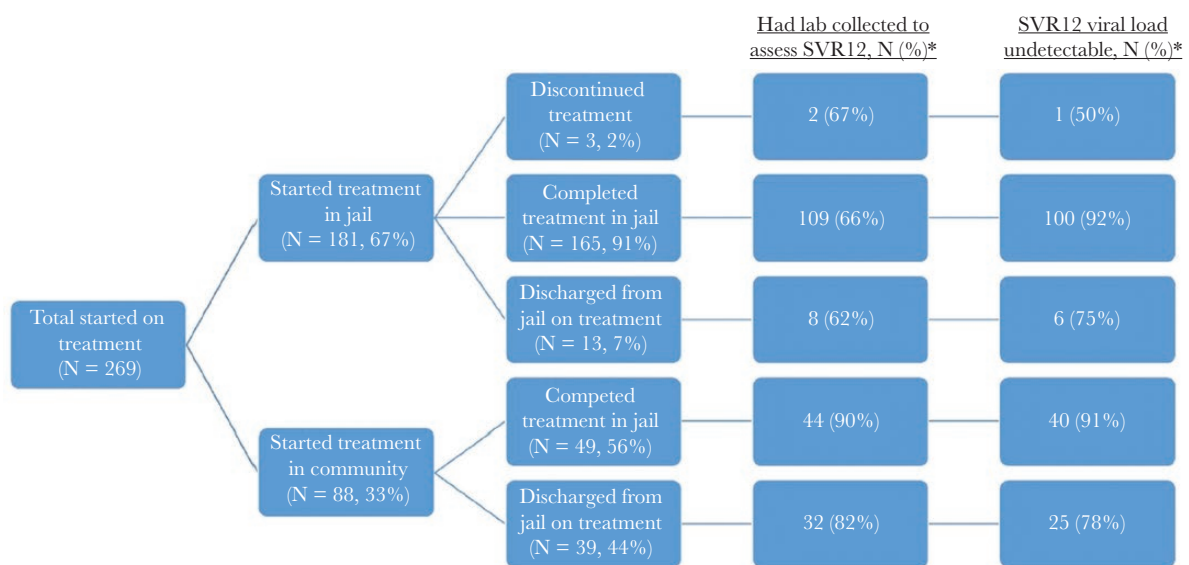 Had lab collected to
assess SVR12, N (%)*
SVR12 viral load
undetectable, N (%)*
Discontinued
treatment
(N = 3, 2%)
2 (67%)
1 (50%)
Started treatment
in jail
(N = 181, 67%)
Completed
treatment in jail
(N = 165, 91%)
109 (66%)
100 (92%)
Discharged from
jail on treatment
(N = 13, 7%)
8 (62%)
6 (75%)
Total started on
treatment
(N = 269)
Competed
treatment in jail
(N = 49, 56%)
44 (90%)
40 (91%)
Started treatment
in community
(N = 88, 33%)
Discharged from
jail on treatment
(N = 39, 44%)
32 (82%)
25 (78%)